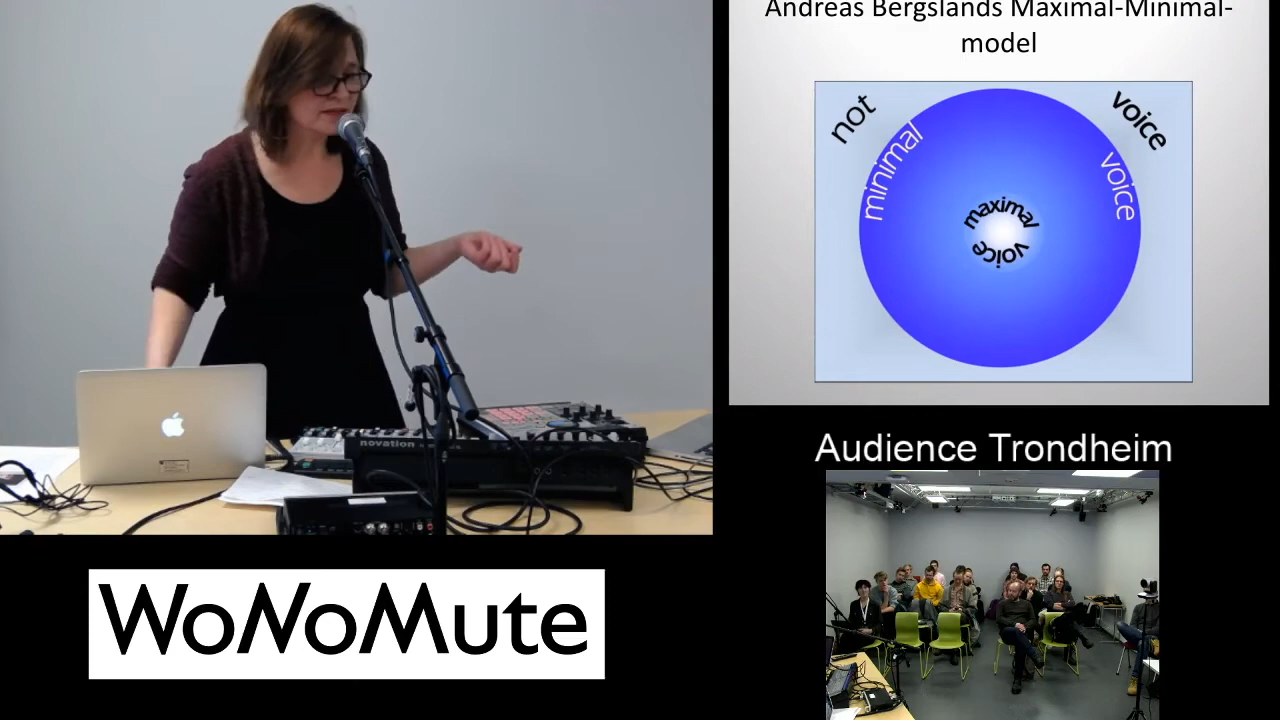 Andreas Bergslands Maximal-Minimal-
model
not voice
minimal voice
maximal
voice
novation
Audience Trondheim
WoNoMute